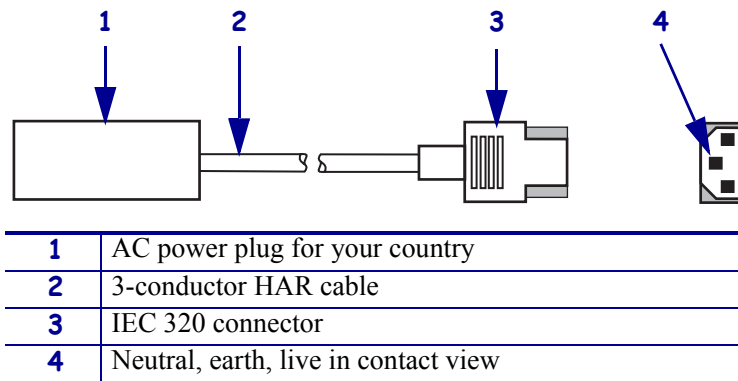 1 2 3 4
1 AC power plug for your country
2 3-conductor HAR cable
3 IEC 320 connector
4 Neutral, earth, live in contact view